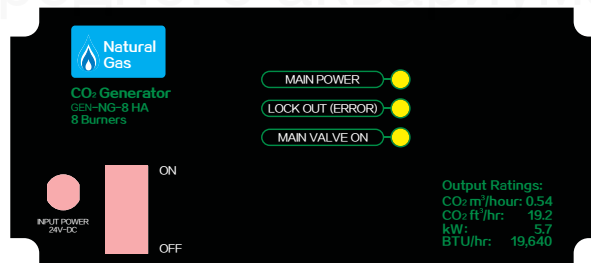 Natural
Gas
CO₂ Generator
GEN-NG-8 HA
8 Burners
MAIN POWER
LOCK OUT (ERROR)
MAIN VALVE ON
ON
INPUT POWER
24V-DC
OFF
Output Ratings:
CO₂ m³/hour: 0.54
CO₂ ft³/hr: 19.2
kW: 5.7
BTU/hr: 19,640